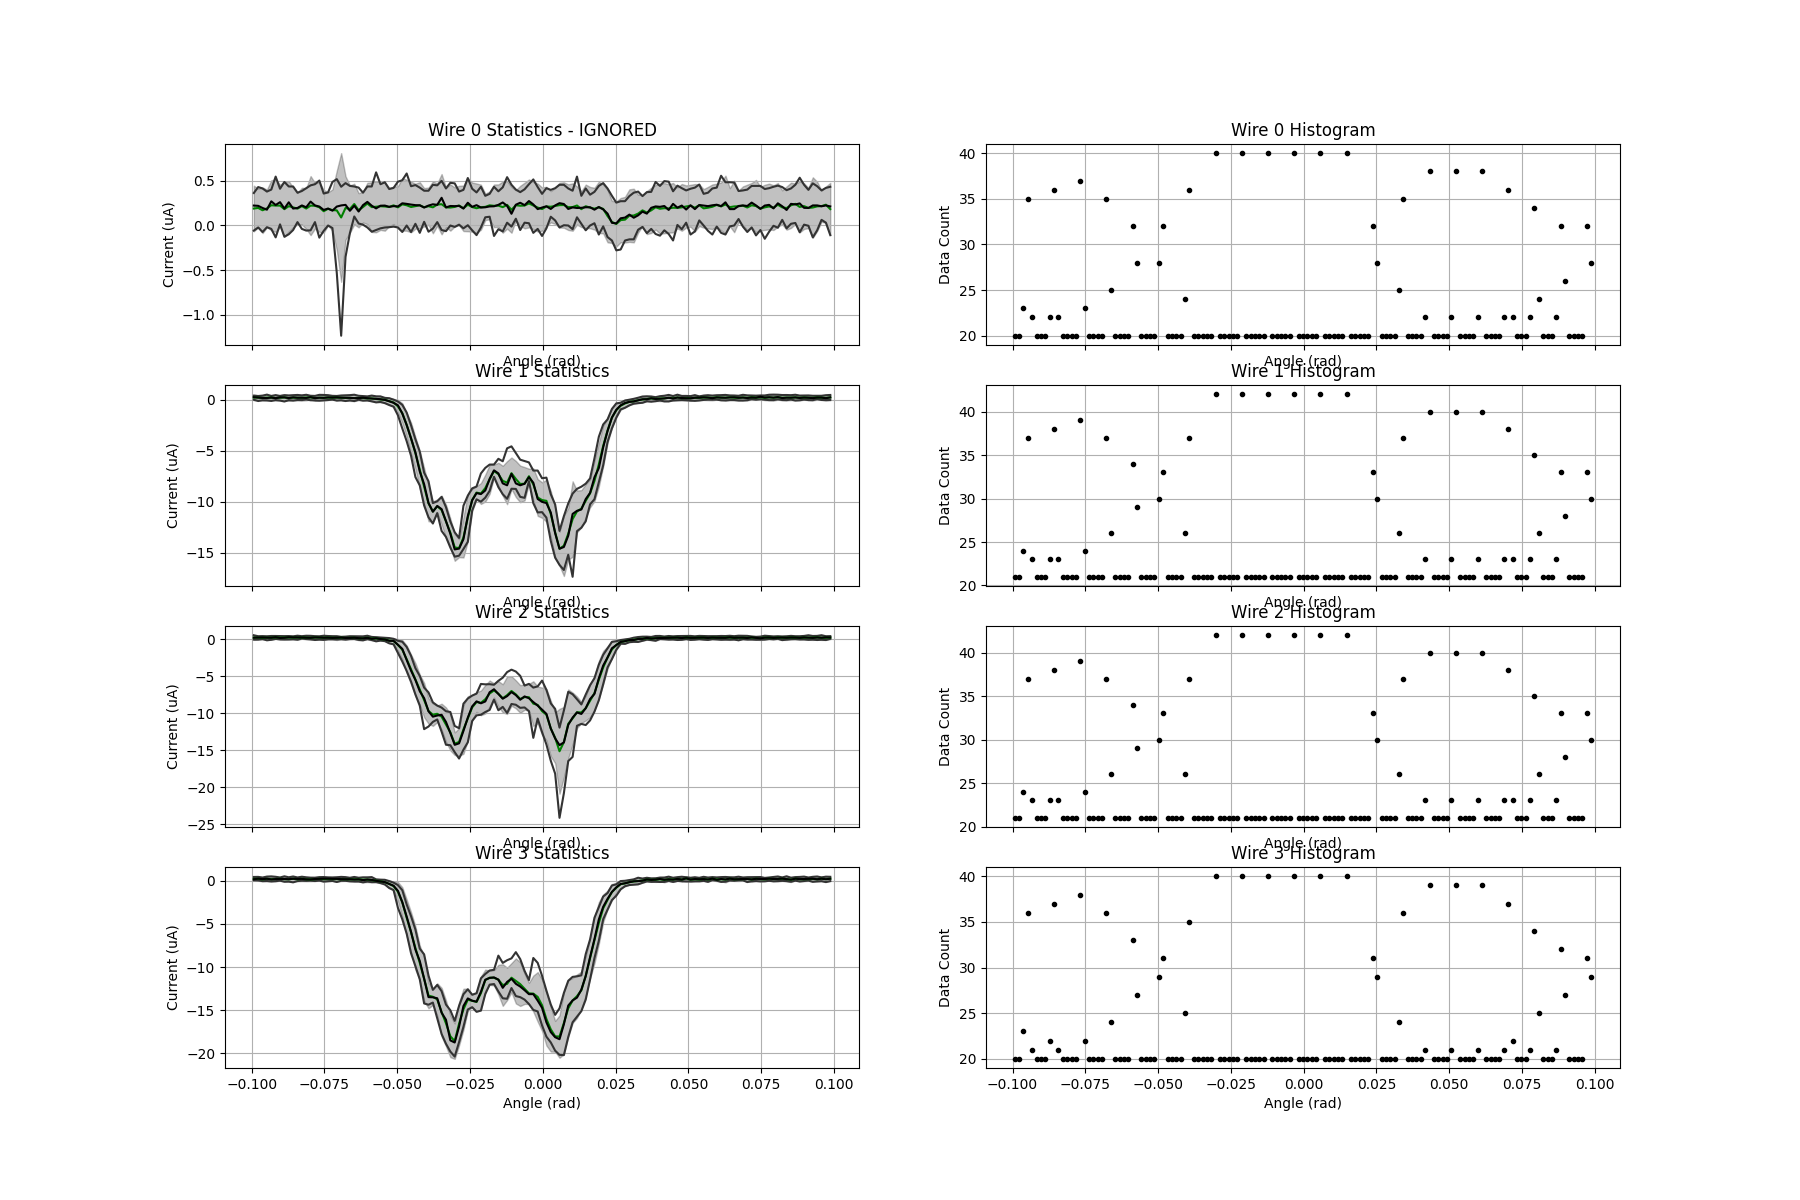 Wire 0 Statistics - IGNORED
Current (uA)
0.5
0.0
−0.5
−1.0
Angle (rad)
Wire 0 Histogram
Data Count
40
35
30
25
20
Angle (rad)
Wire 1 Statistics
Current (uA)
0
−5
−10
−15
Angle (rad)
Wire 1 Histogram
Data Count
40
35
30
25
20
Angle (rad)
Wire 2 Statistics
Current (uA)
0
−5
−10
−15
−20
−25
Angle (rad)
Wire 2 Histogram
Data Count
40
35
30
25
20
Angle (rad)
Wire 3 Statistics
Current (uA)
0
−5
−10
−15
−20
−0.100 −0.075 −0.050 −0.025 0.000 0.025 0.050 0.075 0.100
Angle (rad)
Wire 3 Histogram
Data Count
40
35
30
25
20
−0.100 −0.075 −0.050 −0.025 0.000 0.025 0.050 0.075 0.100
Angle (rad)